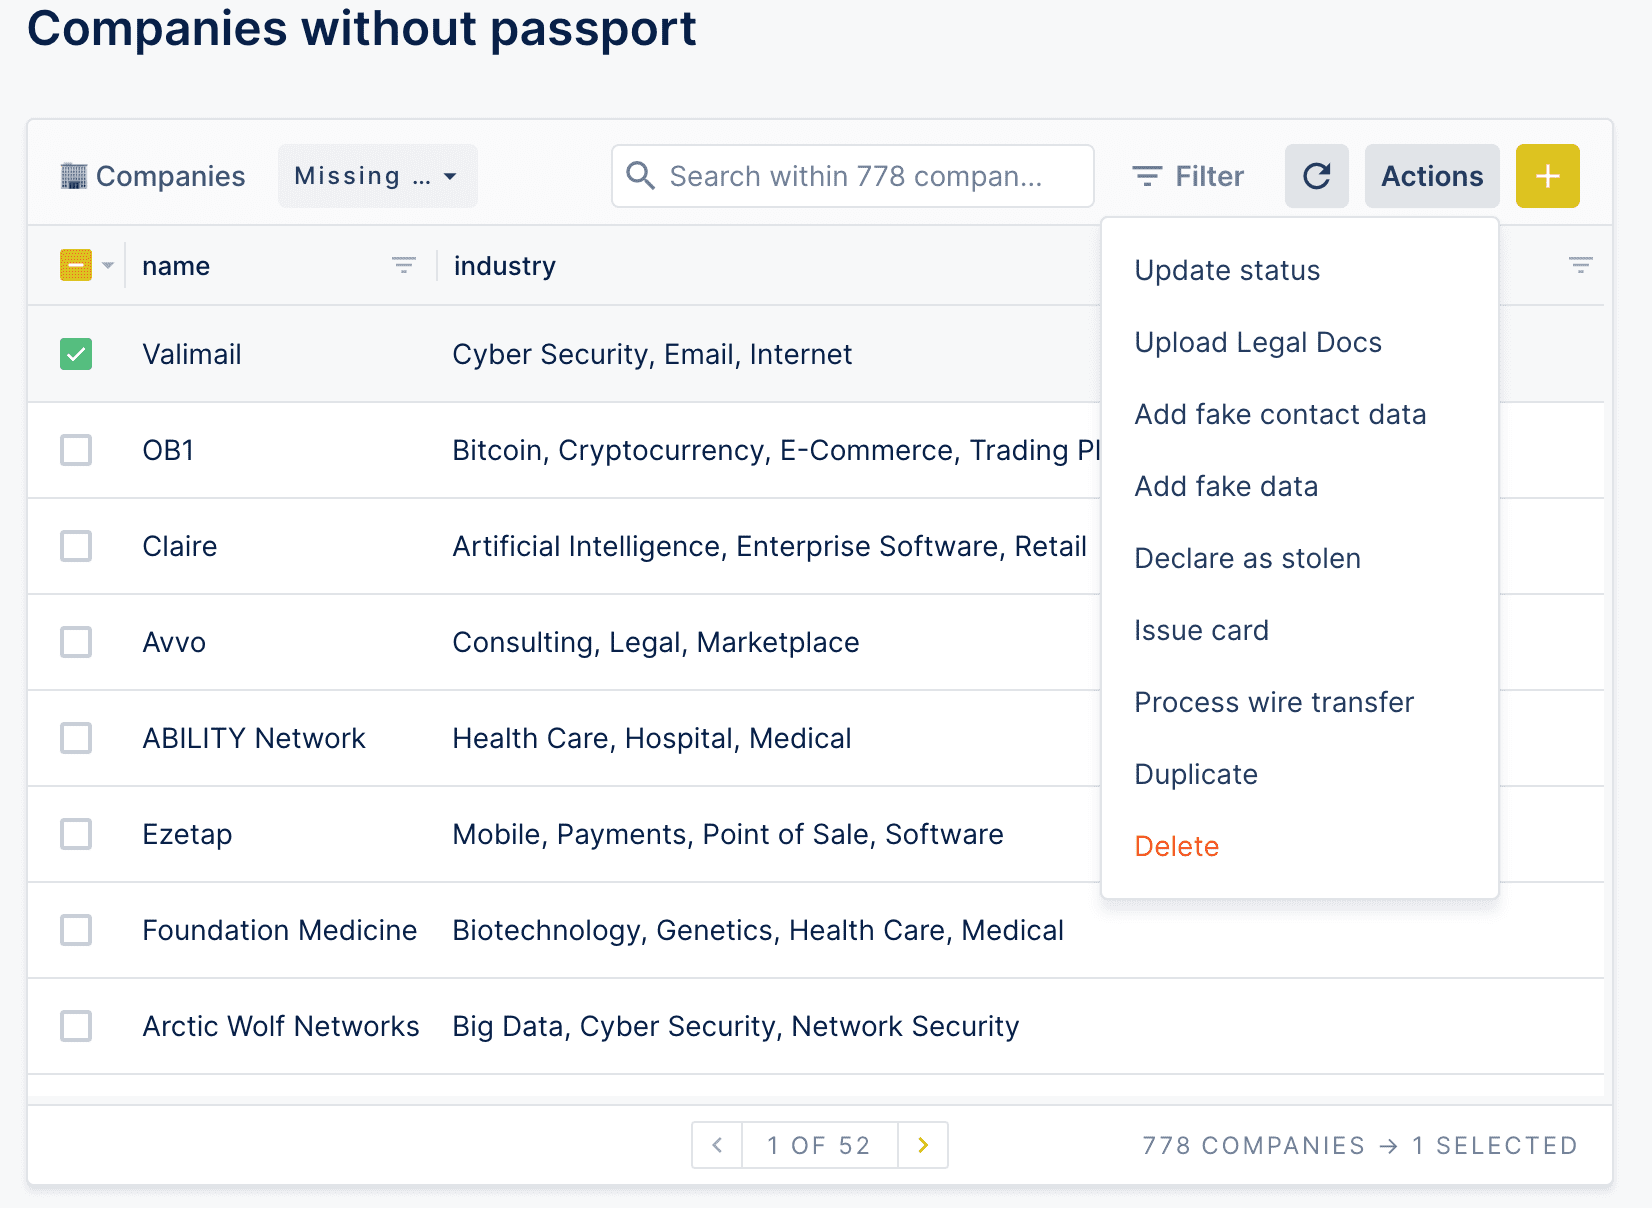 Companies without passport
Companies
Missing ...
Search within 778 compan...
Filter
Actions
name
industry
Valimail
Cyber Security, Email, Internet
OB1
Bitcoin, Cryptocurrency, E-Commerce, Trading Pl
Claire
Artificial Intelligence, Enterprise Software, Retail
Avvo
Consulting, Legal, Marketplace
ABILITY Network
Health Care, Hospital, Medical
Ezetap
Mobile, Payments, Point of Sale, Software
Foundation Medicine
Biotechnology, Genetics, Health Care, Medical
Arctic Wolf Networks
Big Data, Cyber Security, Network Security
Update status
Upload Legal Docs
Add fake contact data
Add fake data
Declare as stolen
Issue card
Process wire transfer
Duplicate
Delete
1 OF 52
778 COMPANIES → 1 SELECTED